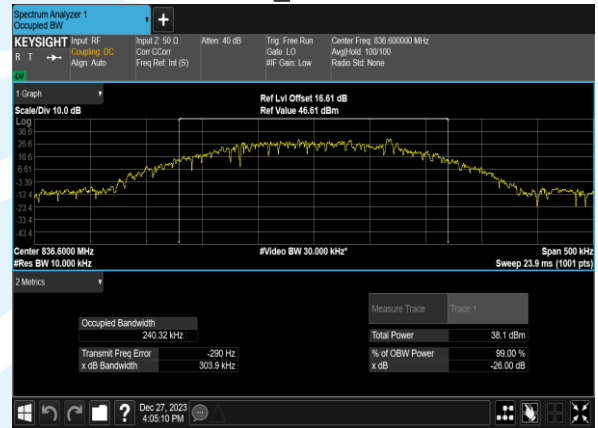 Spectrum Analyzer 1
Occupied BW
+
KEYSIGHT Input: RF Input Z: 50 Ω Atten: 40 dB Trig: Free Run Center Freq: 836.600000 MHz
R T Coupling: DC Corr CCorr Gate: LO Avg|Hold: 100/100
Align: Auto Freq Ref: Int (S) #IF Gain: Low Radio Std: None
LV
1 Graph
Ref Lvl Offset 16.61 dB
Scale/Div 10.0 dB Ref Value 46.61 dBm
Log
36.6
26.6
16.6
6.61
-3.39
-13.4
-23.4
-33.4
-43.4
Center 836.6000 MHz #Video BW 30.000 kHz* Span 500 kHz
#Res BW 10.000 kHz Sweep 23.9 ms (1001 pts)
2 Metrics
Measure Trace Trace 1
Occupied Bandwidth
240.32 kHz Total Power 38.1 dBm
Transmit Freq Error -290 Hz % of OBW Power 99.00 %
x dB Bandwidth 303.9 kHz x dB -26.00 dB
? Dec 27, 2023
4:05:10 PM